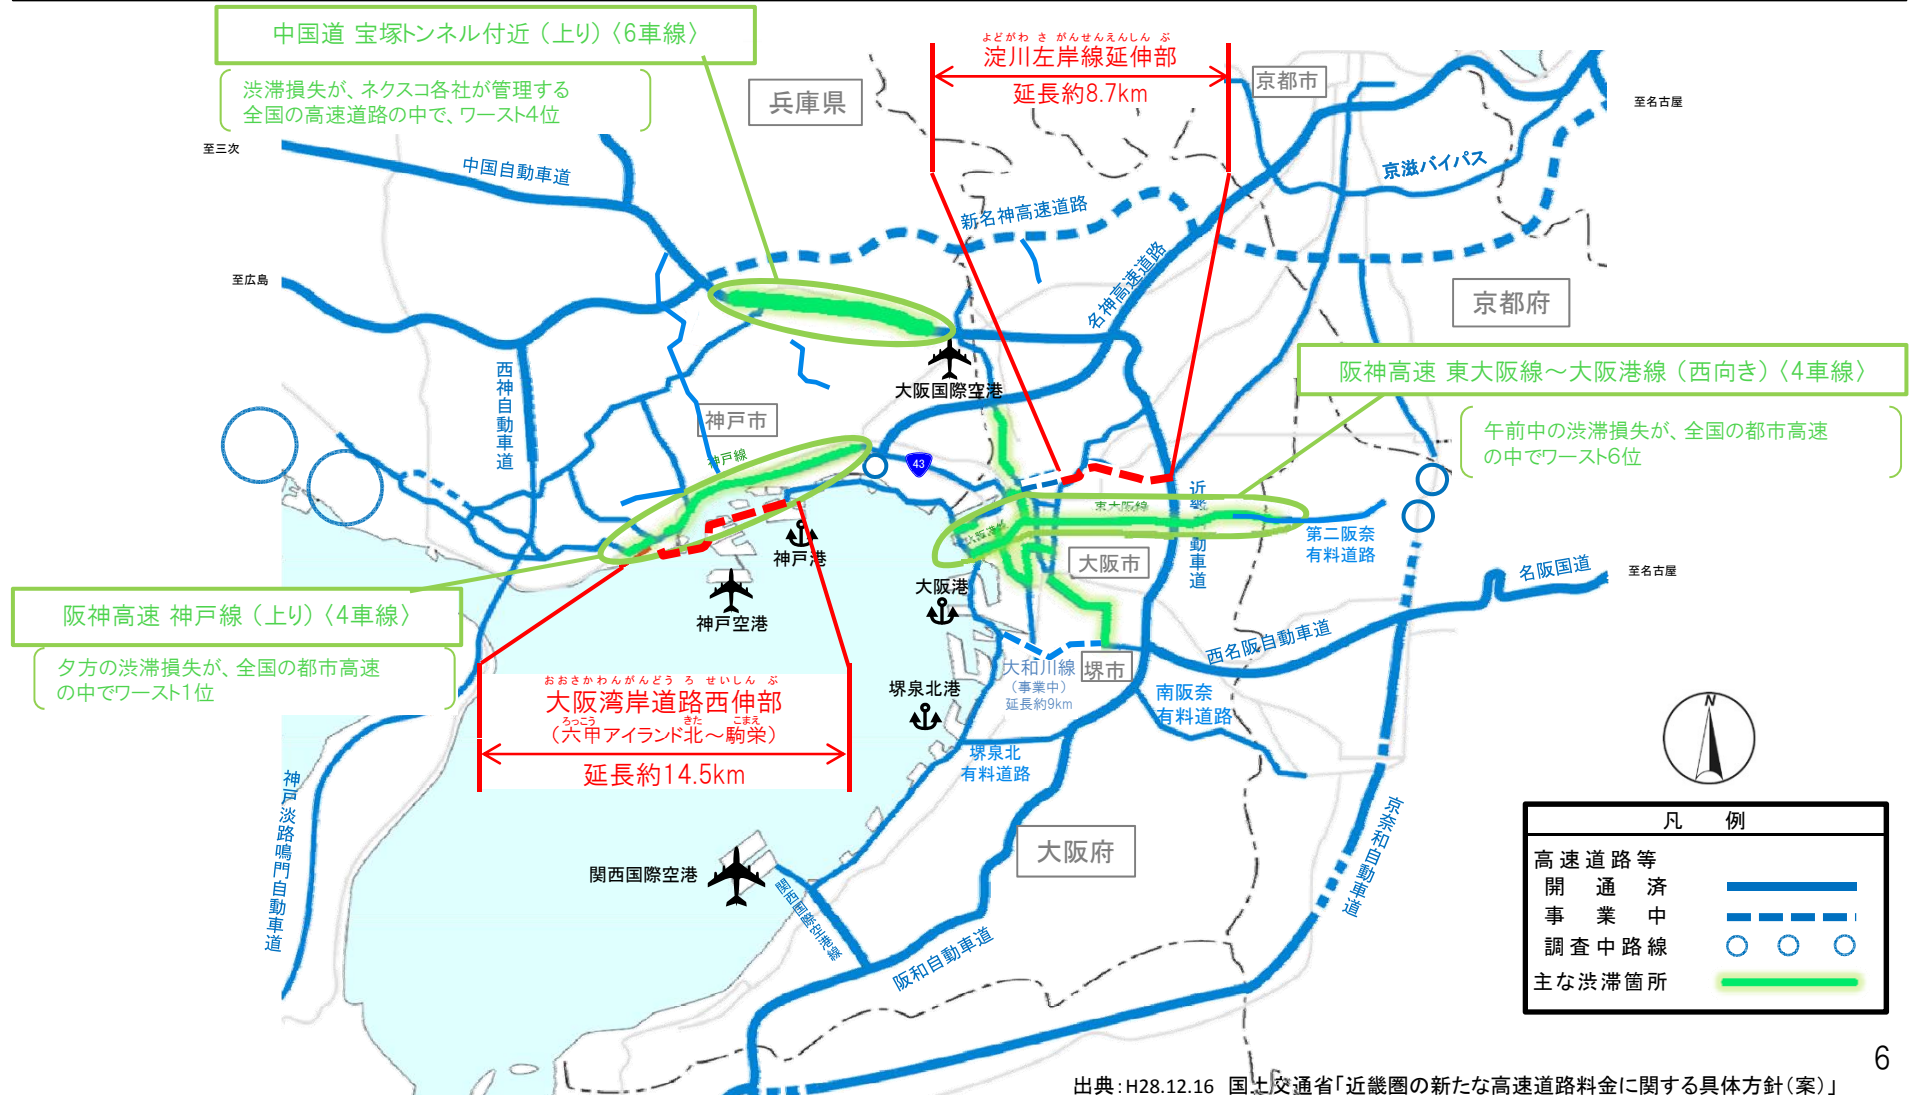 中国道 宝塚トンネル付近（上り）〈6車線〉
渋滞損失が、ネクスコ各社が管理する
全国の高速道路の中で、ワースト4位
兵庫県
よどがわ さ がんせんえんしん ぶ
淀川左岸線延伸部
延長約8.7km
京都市
至名古屋
至三次
中国自動車道
京滋バイパス
新名神高速道路
名神高速道路
至広島
京都府
西神自動車道
大阪国際空港
阪神高速 東大阪線～大阪港線（西向き）〈4車線〉
午前中の渋滞損失が、全国の都市高速
の中でワースト6位
神戸市
神戸線
43
東大阪線
大阪港線
近畿自動車道
第二阪奈
有料道路
大阪市
神戸港
大阪港
神戸空港
名阪国道
至名古屋
阪神高速 神戸線（上り）〈4車線〉
夕方の渋滞損失が、全国の都市高速
の中でワースト1位
おおさかわんがんどう ろ せいしん ぶ
大阪湾岸道路西伸部
ろっこう きた こまえ
（六甲アイランド北～駒栄）
延長約14.5km
西名阪自動車道
大和川線
（事業中）
延長約9km
堺市
堺泉北港
南阪奈
有料道路
堺泉北
有料道路
N
神戸淡路鳴門自動車道
京奈和自動車道
大阪府
関西国際空港
関西国際空港線
阪和自動車道
凡 例
高速道路等
開 通 済
事 業 中
調査中路線
主な渋滞箇所
6
出典：H28.12.16 国土交通省「近畿圏の新たな高速道路料金に関する具体方針（案）」